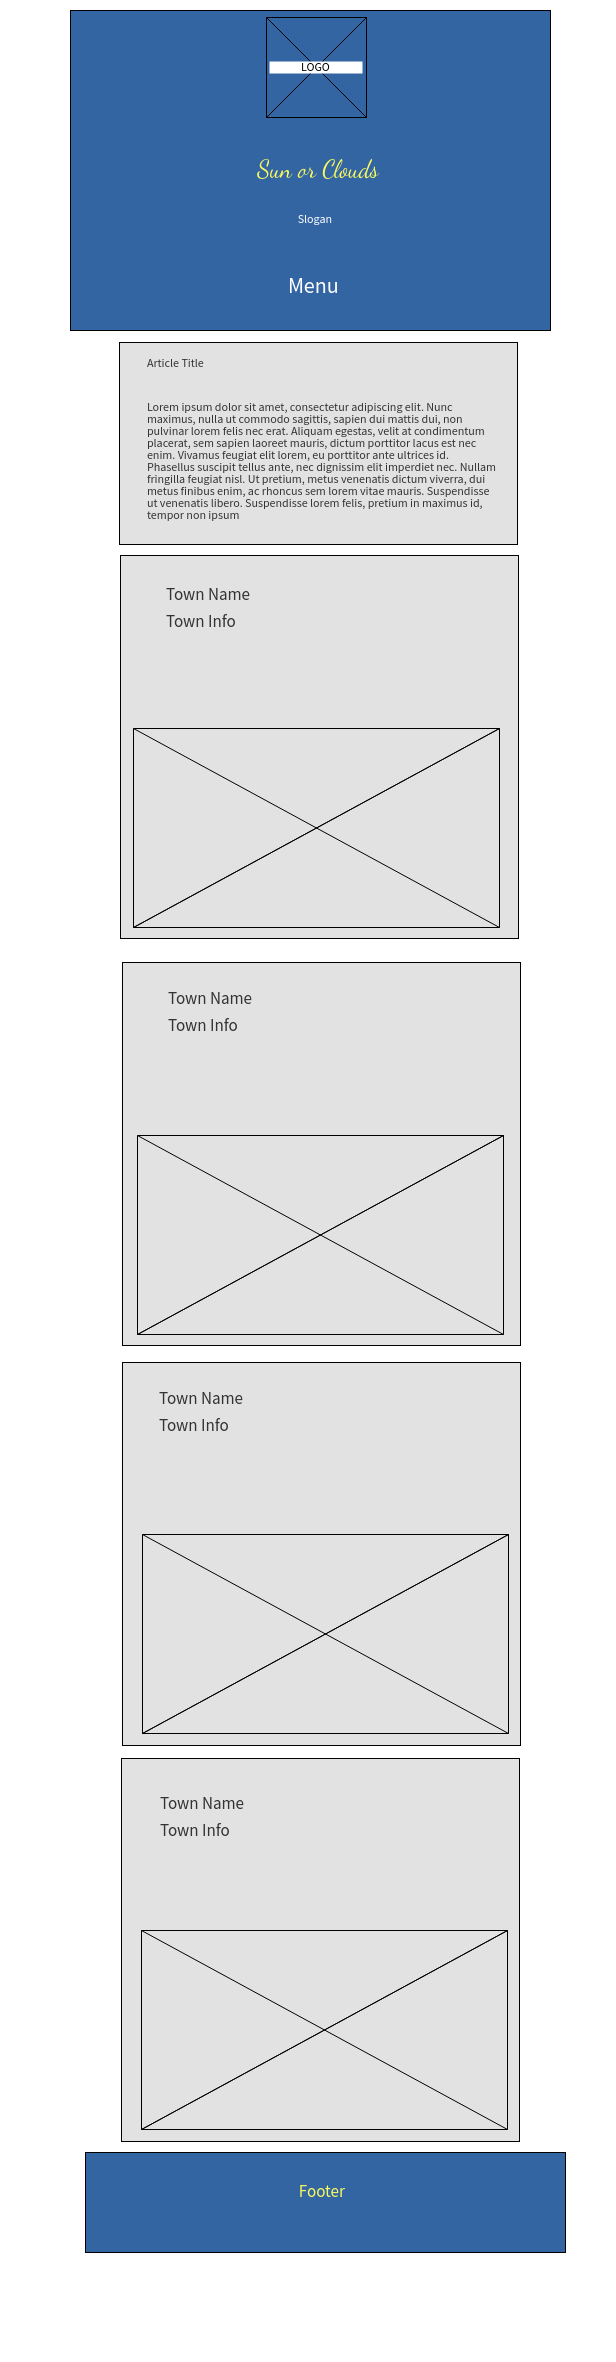 LOGO
Sun or Clouds
Slogan
Menu
Article Title
Lorem ipsum dolor sit amet, consectetur adipiscing elit. Nunc
maximus, nulla ut commodo sagittis, sapien dui mattis dui, non
pulvinar lorem felis nec erat. Aliquam egestas, velit at condimentum
placerat, sem sapien laoreet mauris, dictum porttitor lacus est nec
enim. Vivamus feugiat elit lorem, eu porttitor ante ultrices id.
Phasellus suscipit tellus ante, nec dignissim elit imperdiet nec. Nullam
fringilla feugiat nisl. Ut pretium, metus venenatis dictum viverra, dui
metus finibus enim, ac rhoncus sem lorem vitae mauris. Suspendisse
ut venenatis libero. Suspendisse lorem felis, pretium in maximus id,
tempor non ipsum
Town Name
Town Info
Town Name
Town Info
Town Name
Town Info
Town Name
Town Info
Footer